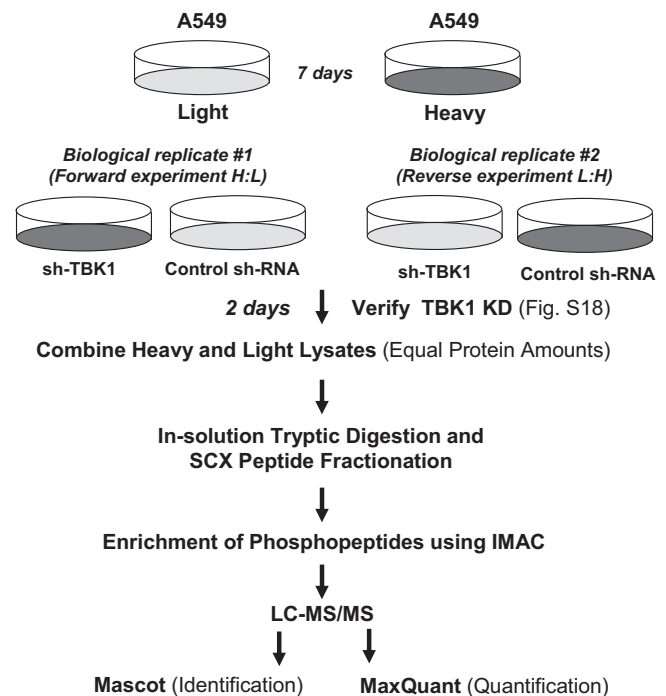 A549 A549
7 days
Light Heavy
Biological replicate #1 Biological replicate #2
(Forward experiment H:L) (Reverse experiment L:H)
sh-TBK1 Control sh-RNA sh-TBK1 Control sh-RNA
2 days Verify TBK1 KD (Fig. S18)
Combine Heavy and Light Lysates (Equal Protein Amounts)
In-solution Tryptic Digestion and
SCX Peptide Fractionation
Enrichment of Phosphopeptides using IMAC
LC-MS/MS
Mascot (Identification) MaxQuant (Quantification)